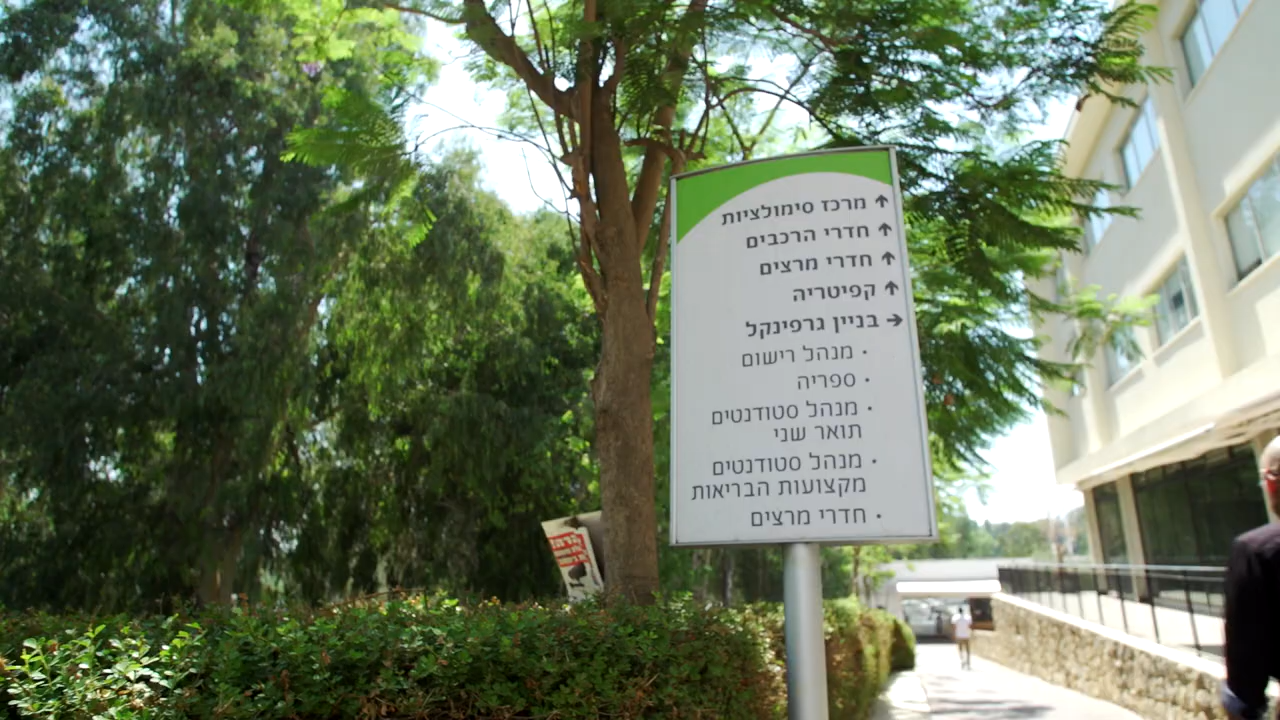 ↑ מרכז סימולציות
↑ חדרי הרכבים
↑ חדרי מרצים
↑ קפיטריה
→ בניין גרפינקל
· מנהל רישום
· ספריה
· מנהל סטודנטים
תואר שני
· מנהל סטודנטים
מקצועות הבריאות
· חדרי מרצים